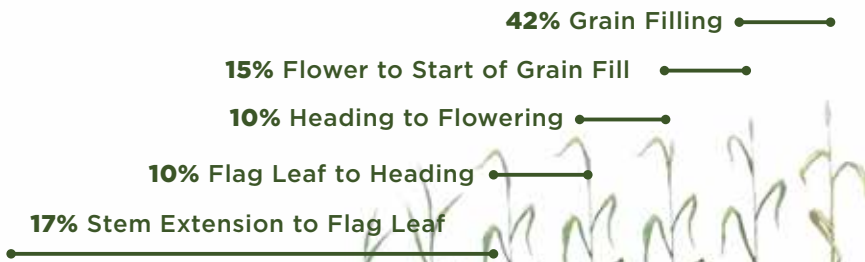 42% Grain Filling
15% Flower to Start of Grain Fill
10% Heading to Flowering
10% Flag Leaf to Heading
17% Stem Extension to Flag Leaf